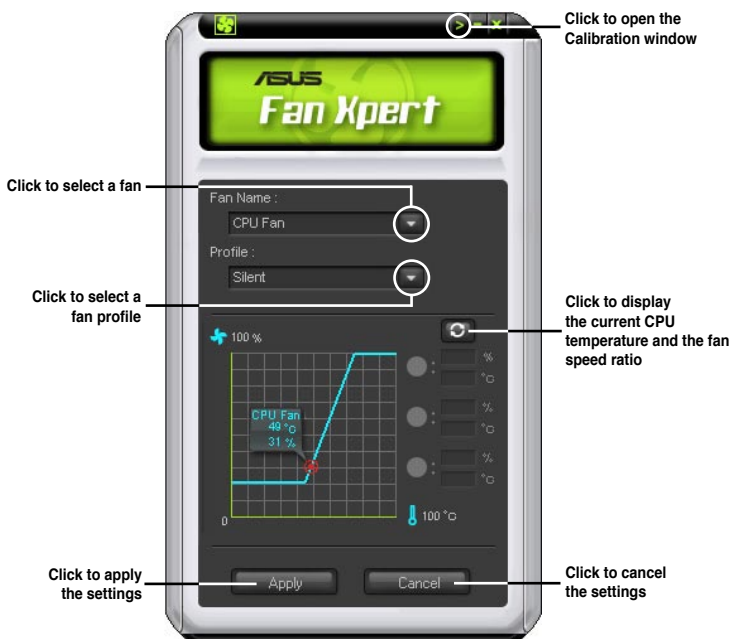 Click to open the
Calibration window
ASUS
Fan Xpert
Click to select a fan
Fan Name :
CPU Fan
Profile :
Silent
Click to select a
fan profile
Click to display
the current CPU
temperature and the fan
speed ratio
100 %
%
°C
CPU Fan
49 °C
31 %
%
°C
%
°C
0
100 °C
Click to apply
the settings
Apply
Cancel
Click to cancel
the settings